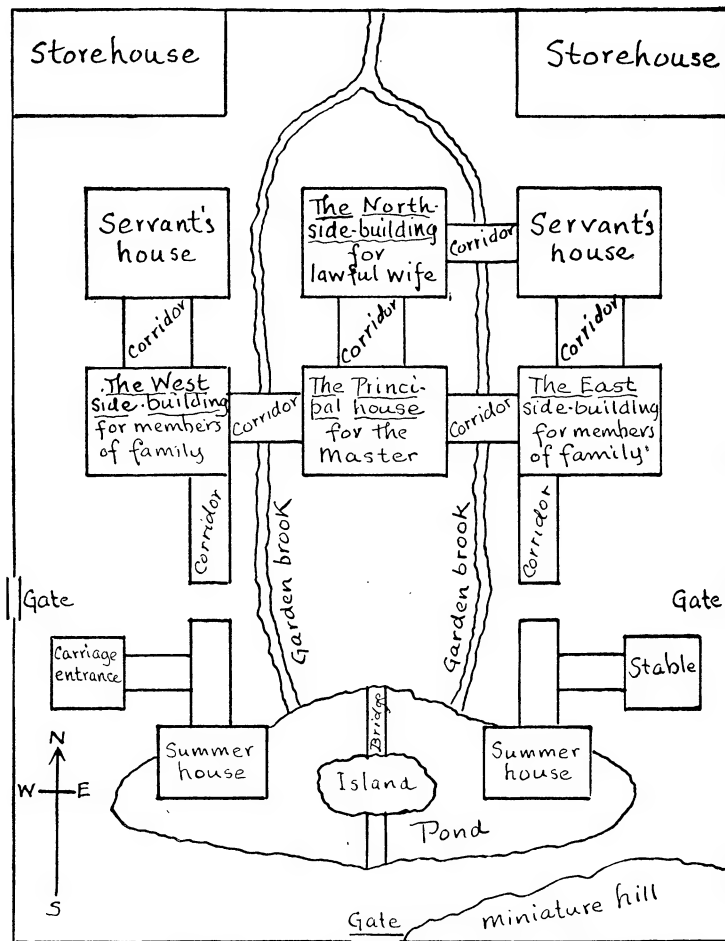 Storehouse
Storehouse
Servant's
house
The North-
side-building
for
lawful wife
Corridor
Servant's
house
Corridor
Corridor
Corridor
The West
side-building
for members
of family
Corridor
The Princi-
pal house
for the
Master
Corridor
The East
side-building
for members
of family
Corridor
Corridor
Garden brook
Garden brook
Gate
Gate
Carriage
entrance
Stable
Bridge
Summer
house
Summer
house
Island
Pond
N
W E
S
Gate
miniature hill